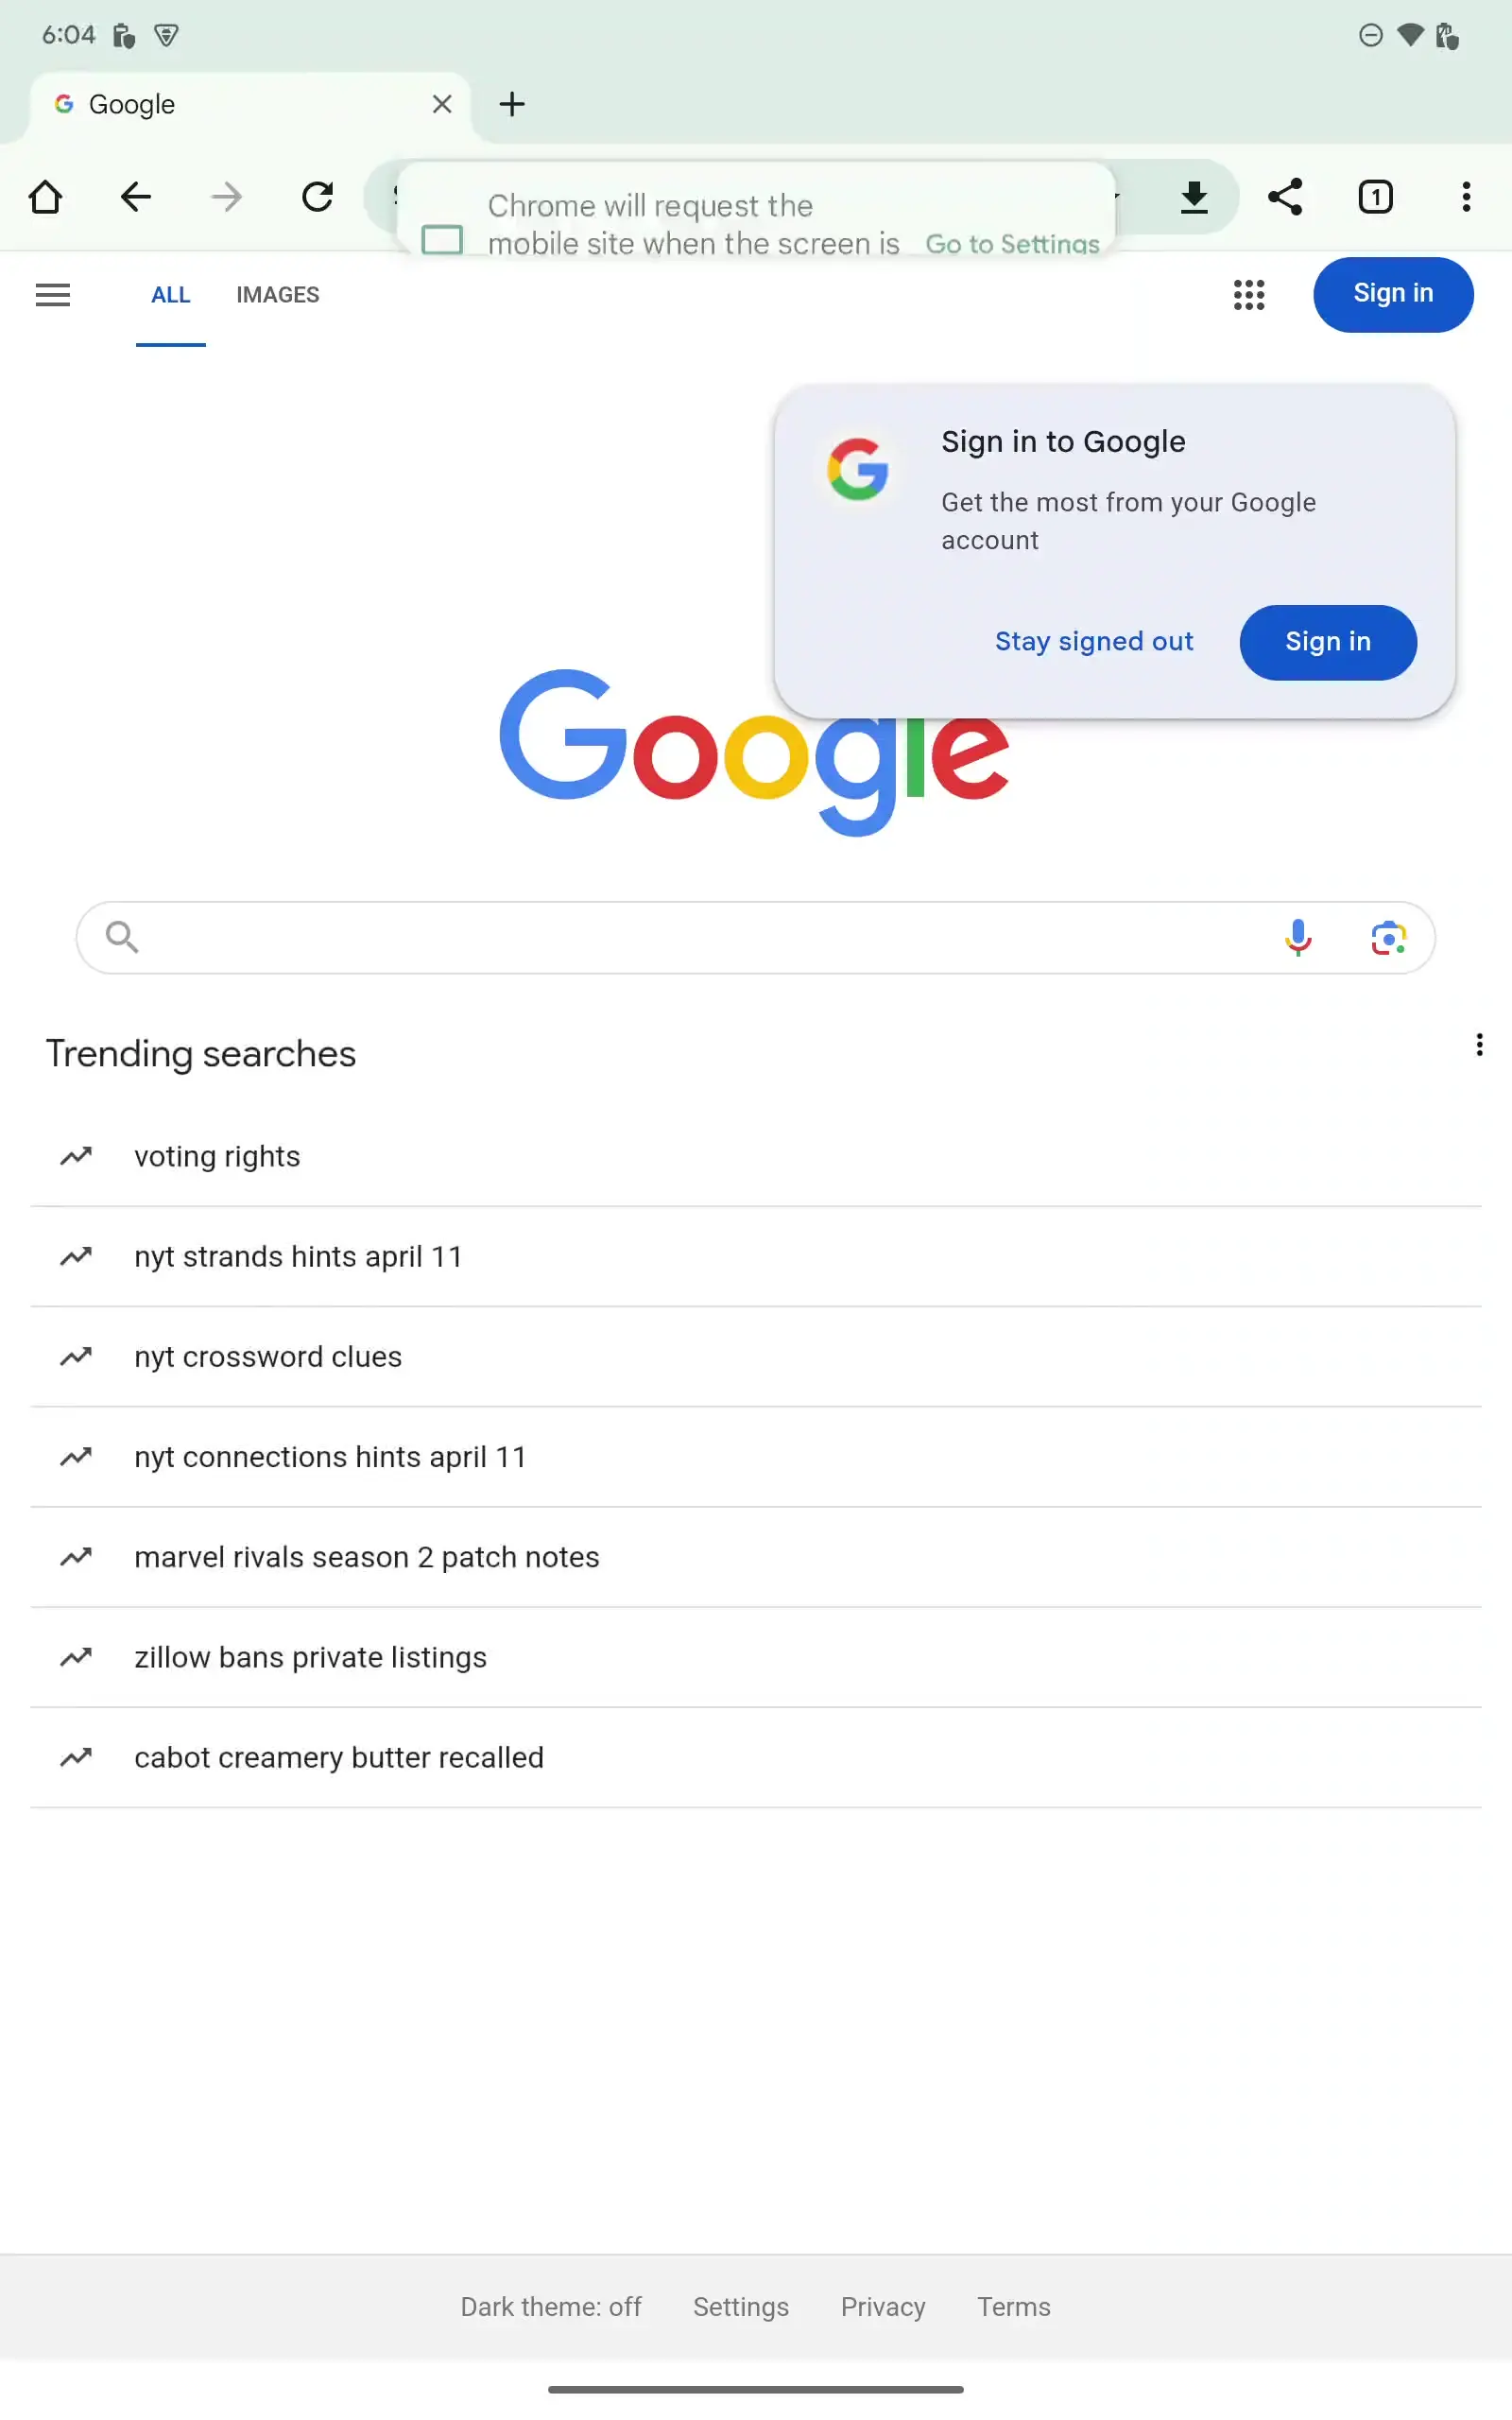 6:04
Google
Chrome will request the
mobile site when the screen is
Go to Settings
1
ALL
IMAGES
Sign in
Sign in to Google
Get the most from your Google
account
Stay signed out
Sign in
Google
Trending searches
voting rights
nyt strands hints april 11
nyt crossword clues
nyt connections hints april 11
marvel rivals season 2 patch notes
zillow bans private listings
cabot creamery butter recalled
Dark theme: off
Settings
Privacy
Terms